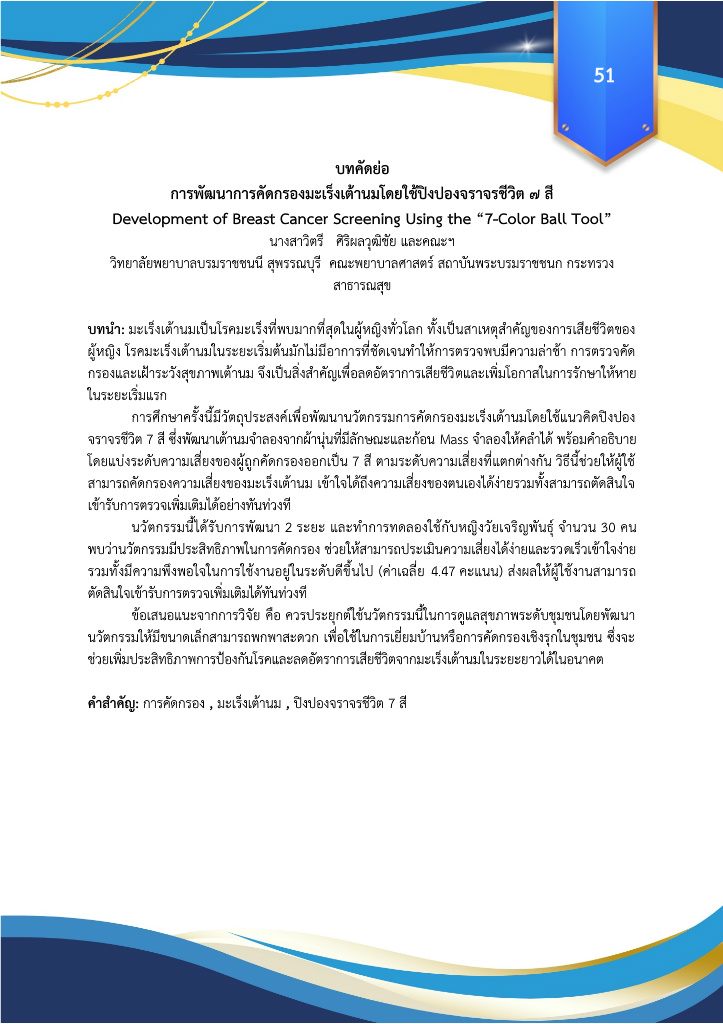 51
บทคัดย่อ
การพัฒนาการคัดกรองมะเร็งเต้านมโดยใช้ปิงปองจราจรชีวิต ๗ สี
Development of Breast Cancer Screening Using the “7-Color Ball Tool”
นางสาวิตรี ศิริผลวุฒิชัย และคณะฯ
วิทยาลัยพยาบาลบรมราชชนนี สุพรรณบุรี คณะพยาบาลศาสตร์ สถาบันพระบรมราชชนก กระทรวง
สาธารณสุข
บทนำ: มะเร็งเต้านมเป็นโรคมะเร็งที่พบมากที่สุดในผู้หญิงทั่วโลก ทั้งเป็นสาเหตุสำคัญของการเสียชีวิตของ
ผู้หญิง โรคมะเร็งเต้านมในระยะเริ่มต้นมักไม่มีอาการที่ชัดเจนทำให้การตรวจพบมีความล่าช้า การตรวจคัด
กรองและเฝ้าระวังสุขภาพเต้านม จึงเป็นสิ่งสำคัญเพื่อลดอัตราการเสียชีวิตและเพิ่มโอกาสในการรักษาให้หาย
ในระยะเริ่มแรก
การศึกษาครั้งนี้มีวัตถุประสงค์เพื่อพัฒนานวัตกรรมการคัดกรองมะเร็งเต้านมโดยใช้แนวคิดปิงปอง
จราจรชีวิต 7 สี ซึ่งพัฒนาเต้านมจำลองจากผ้านุ่นที่มีลักษณะและก้อน Mass จำลองให้คลำได้ พร้อมคำอธิบาย
โดยแบ่งระดับความเสี่ยงของผู้ถูกคัดกรองออกเป็น 7 สี ตามระดับความเสี่ยงที่แตกต่างกัน วิธีนี้ช่วยให้ผู้ใช้
สามารถคัดกรองความเสี่ยงของมะเร็งเต้านม เข้าใจได้ถึงความเสี่ยงของตนเองได้ง่ายรวมทั้งสามารถตัดสินใจ
เข้ารับการตรวจเพิ่มเติมได้อย่างทันท่วงที
นวัตกรรมนี้ได้รับการพัฒนา 2 ระยะ และทำการทดลองใช้กับหญิงวัยเจริญพันธุ์ จำนวน 30 คน
พบว่านวัตกรรมมีประสิทธิภาพในการคัดกรอง ช่วยให้สามารถประเมินความเสี่ยงได้ง่ายและรวดเร็วเข้าใจง่าย
รวมทั้งมีความพึงพอใจในการใช้งานอยู่ในระดับดีขึ้นไป (ค่าเฉลี่ย 4.47 คะแนน) ส่งผลให้ผู้ใช้งานสามารถ
ตัดสินใจเข้ารับการตรวจเพิ่มเติมได้ทันท่วงที
ข้อเสนอแนะจากการวิจัย คือ ควรประยุกต์ใช้นวัตกรรมนี้ในการดูแลสุขภาพระดับชุมชนโดยพัฒนา
นวัตกรรมให้มีขนาดเล็กสามารถพกพาสะดวก เพื่อใช้ในการเยี่ยมบ้านหรือการคัดกรองเชิงรุกในชุมชน ซึ่งจะ
ช่วยเพิ่มประสิทธิภาพการป้องกันโรคและลดอัตราการเสียชีวิตจากมะเร็งเต้านมในระยะยาวได้ในอนาคต
คำสำคัญ: การคัดกรอง , มะเร็งเต้านม , ปิงปองจราจรชีวิต 7 สี